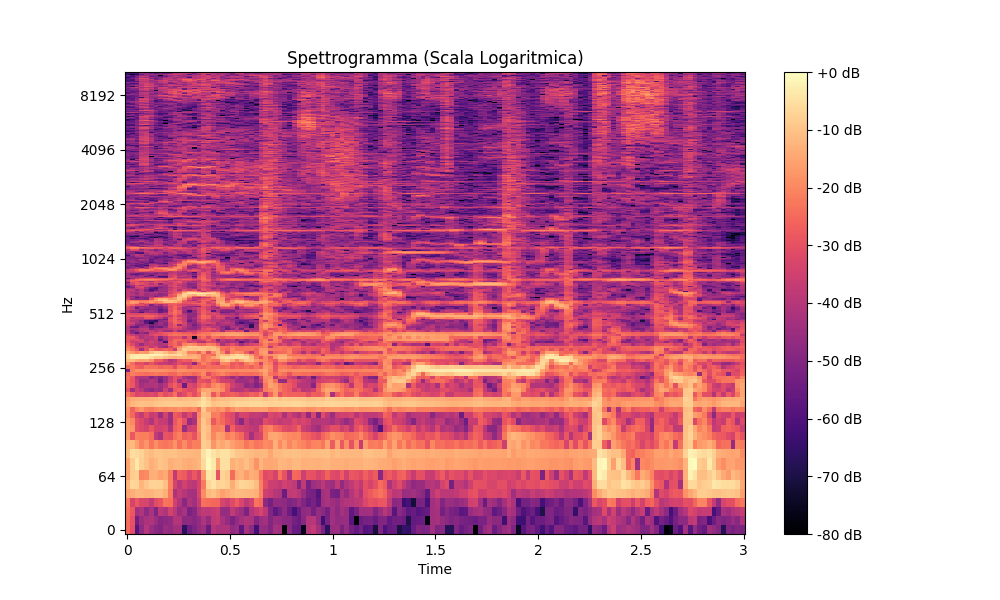 Spettrogramma (Scala Logaritmica)
8192
4096
2048
1024
512
256
128
64
0
Hz
0 0.5 1 1.5 2 2.5 3
Time
+0 dB
-10 dB
-20 dB
-30 dB
-40 dB
-50 dB
-60 dB
-70 dB
-80 dB